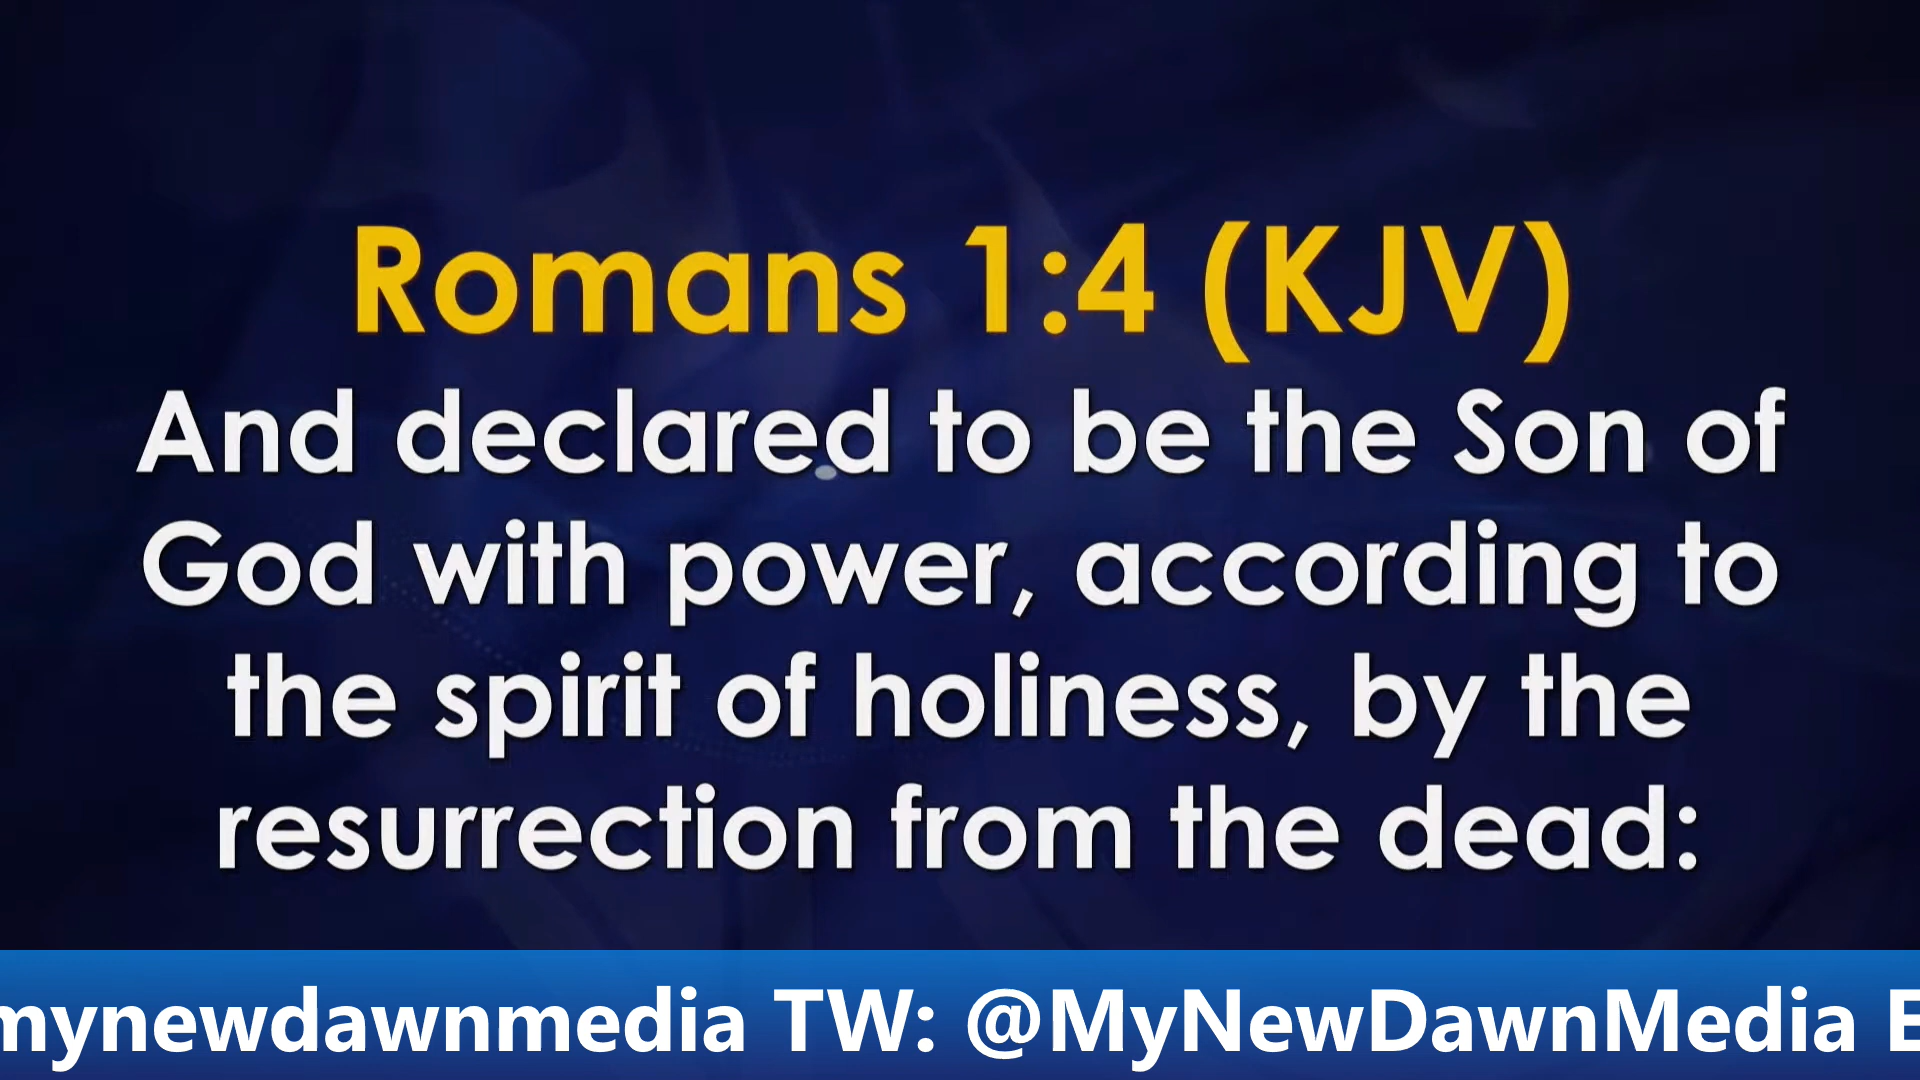 Romans 1:4 (KJV)
And declared to be the Son of
God with power, according to
the spirit of holiness, by the
resurrection from the dead:
mynewdawnmedia TW: @MyNewDawnMedia E